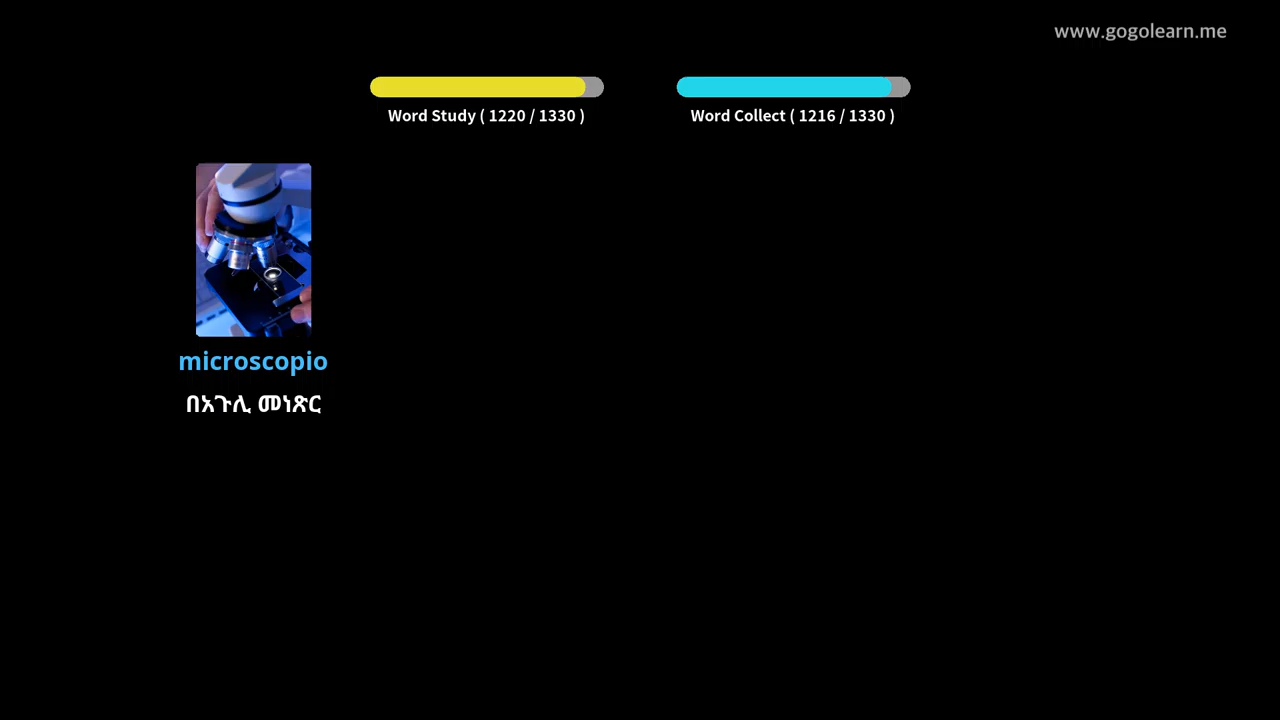 www.gogolearn.me
Word Study ( 1220 / 1330 )
Word Collect ( 1216 / 1330 )
microscopio
በአጉሊ መነጽር